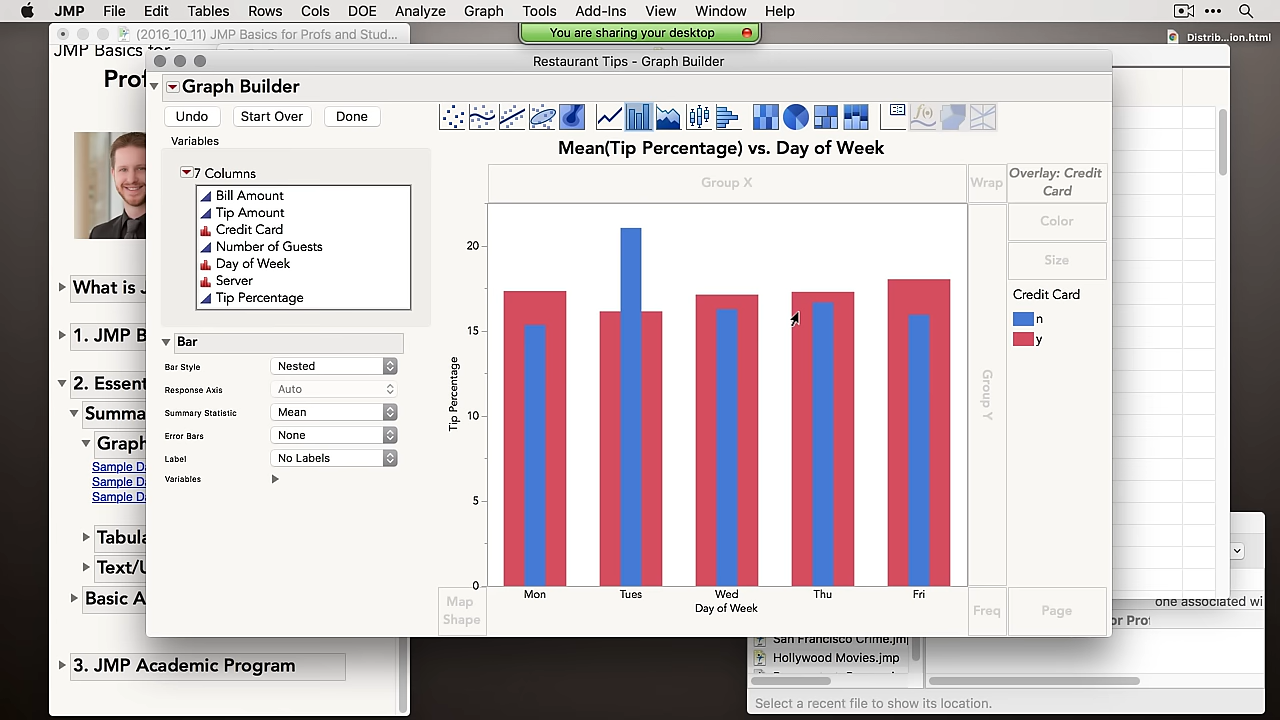 JMP File Edit Tables Rows Cols DOE Analyze Graph Tools Add-Ins View Window Help
(2016_10_11) JMP Basics for Profs and Stud...
You are sharing your desktop
Distrib...ion.html
JMP Basics for
Prof
Restaurant Tips - Graph Builder
Graph Builder
Undo Start Over Done
Variables
7 Columns
Bill Amount
Tip Amount
Credit Card
Number of Guests
Day of Week
Server
Tip Percentage
Bar
Bar Style Nested
Response Axis Auto
Summary Statistic Mean
Error Bars None
Label No Labels
Variables
Mean(Tip Percentage) vs. Day of Week
Group X
Wrap
Overlay: Credit
Card
Color
Size
Credit Card
n
y
Group Y
Tip Percentage
20
15
10
5
0
Mon Tues Wed Thu Fri
Day of Week
Map
Shape
Freq
Page
What is J
1. JMP B
2. Essent
Summa
Graph
Sample Da
Sample Da
Sample Da
Tabula
Text/U
Basic A
3. JMP Academic Program
one associated wi
or Prof
San Francisco Crime.jm
Hollywood Movies.jmp
Select a recent file to show its location.